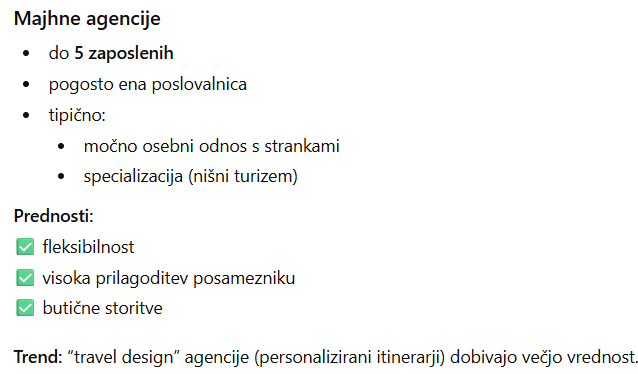 Majhne agencije
• do 5 zaposlenih
• pogosto ena poslovalnica
• tipično:
• močno osebni odnos s strankami
• specializacija (nišni turizem)
Prednosti:
✅ fleksibilnost
✅ visoka prilagoditev posamezniku
✅ butične storitve
Trend: “travel design” agencije (personalizirani itinerarji) dobivajo večjo vrednost.